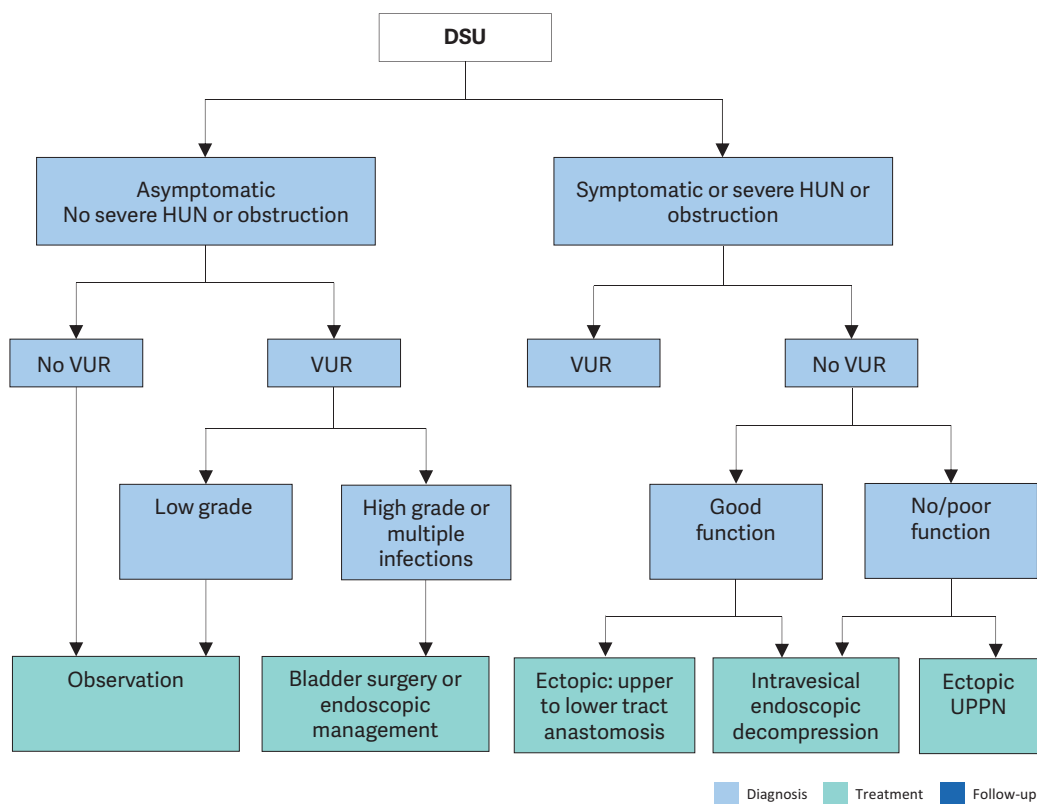 DSU
Asymptomatic
No severe HUN or obstruction
Symptomatic or severe HUN or
obstruction
No VUR
VUR
VUR
No VUR
Low grade
High grade or
multiple
infections
Good
function
No/poor
function
Observation
Bladder surgery or
endoscopic
management
Ectopic: upper
to lower tract
anastomosis
Intravesical
endoscopic
decompression
Ectopic
UPPN
Diagnosis
Treatment
Follow-up